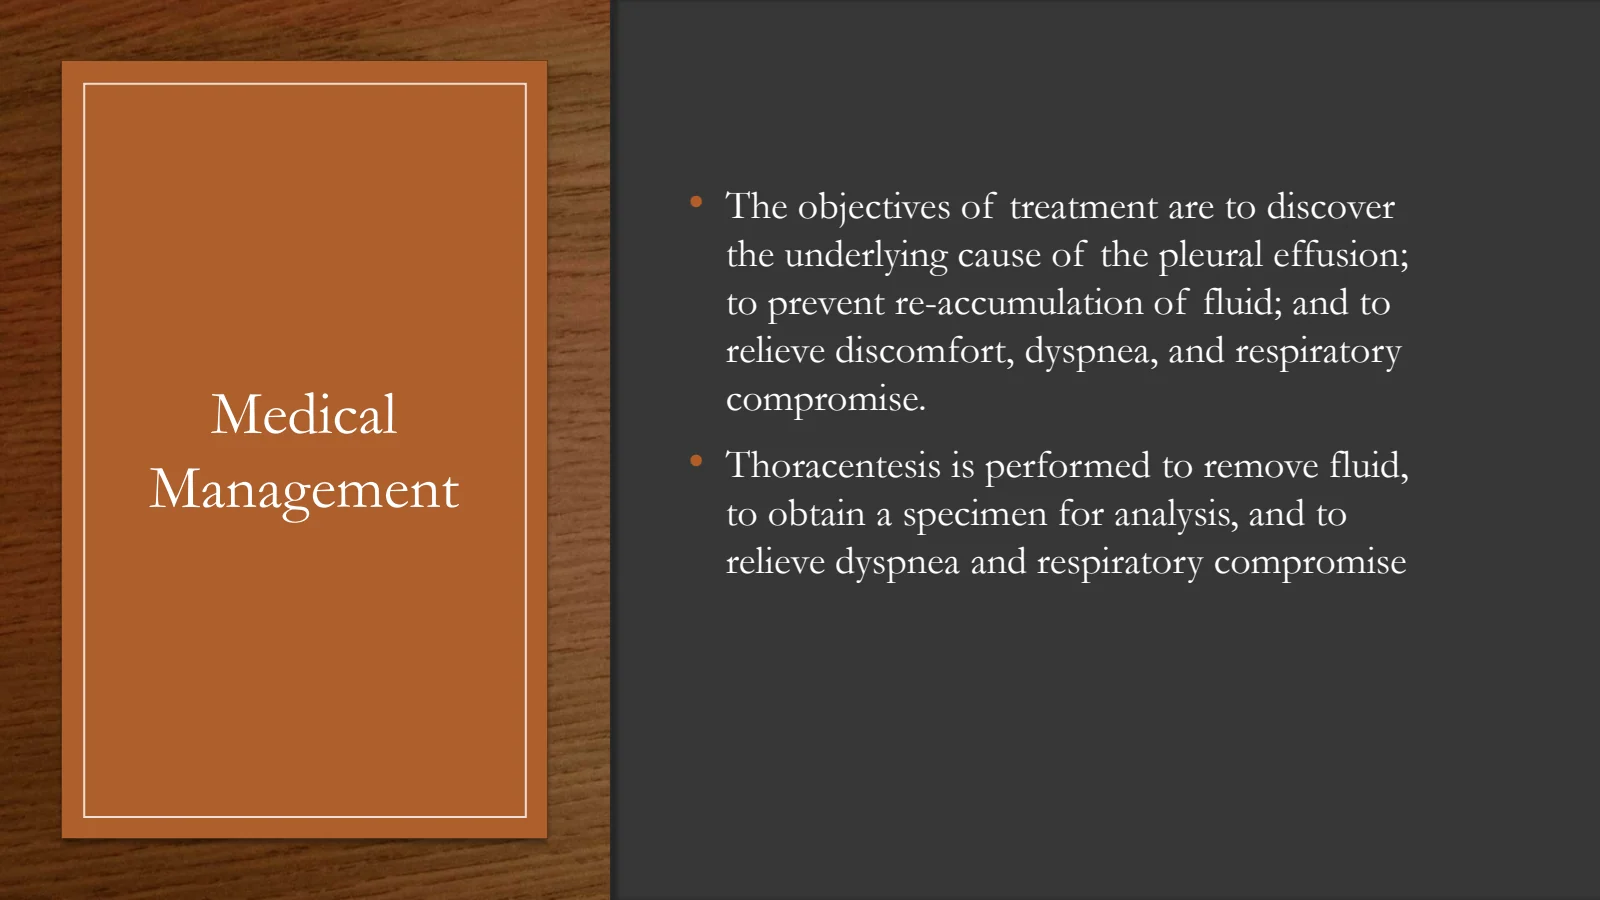 Medical
Management
• The objectives of treatment are to discover
the underlying cause of the pleural effusion;
to prevent re-accumulation of fluid; and to
relieve discomfort, dyspnea, and respiratory
compromise.
• Thoracentesis is performed to remove fluid,
to obtain a specimen for analysis, and to
relieve dyspnea and respiratory compromise